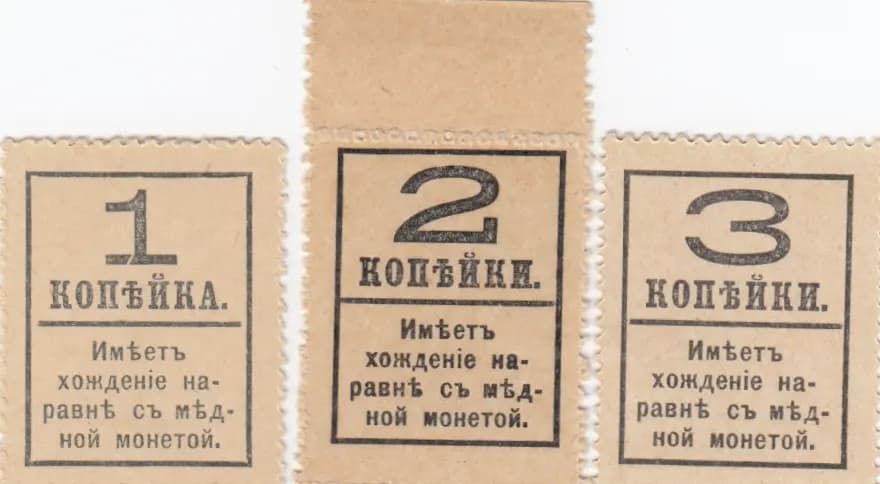 1
КОПѢЙКА.
Имѣетъ
хожденіе на-
равнѣ съ мѣд-
ной монетой.
2
КОПѢЙКИ.
Имѣетъ
хожденіе на-
равнѣ съ мѣд-
ной монетой.
3
КОПѢЙКИ.
Имѣетъ
хожденіе на-
равнѣ съ мѣд-
ной монетой.